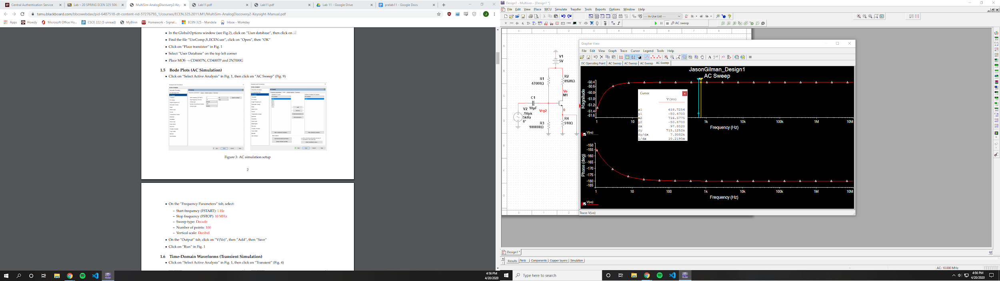 Central Authentication Service
Lab – 20 SPRING ECEN 325 506:
MultiSim-AnalogDiscovery2-Key
Lab11.pdf
Lab11.pdf
Lab 11 - Google Drive
prelab11 - Google Docs
tamu.blackboard.com/bbcswebdav/pid-6487518-dt-content-rid-57276793_1/courses/ECEN.325.2011.M1/MultiSim-AnalogDiscovery2-Keysight-Manual.pdf
Apps
Howdy
Microsoft Office Ho...
CSCE 222 (5 unread)
MyBlinn
Homework - Signal...
ECEN 325 - Mandela
Inbox - Workday
• In the Global Options window (see Fig.2), click on "User database", then click on
• Find the file "UsrComp_S_ECEN.usr", click on "Open", then "OK"
• Click on "Place transistor" in Fig. 1
• Select "User Database" on the top left corner
• Place MOS → CD4007N, CD4007P and 2N7000G
1.5 Bode Plots (AC Simulation)
• Click on "Select Active Analysis" in Fig. 1, then click on "AC Sweep" (Fig. 9)
Figure 3: AC simulation setup
2
• On the "Frequency Parameters" tab, select:
– Start frequency (FSTART): 1 Hz
– Stop frequency (FSTOP): 10 MHz
– Sweep type: Decade
– Number of points: 100
– Vertical scale: Decibel
• On the "Output" tab, click on "V(Vo)", then "Add", then "Save"
• Click on "Run" in Fig. 1
1.6 Time-Domain Waveforms (Transient Simulation)
• Click on "Select Active Analysis" in Fig. 1, then click on "Transient" (Fig. 4)
4:56 PM
4/20/2020
Design1 - Multisim - [Design1 *]
File Edit View Place MCU Simulate Transfer Tools Reports Options Window Help
--- In-Use List ---
AC sweep
V1
5V
R1
47000Ω
R2
8928Ω
Vo
M1
C1
10µF
Vrg2
0
V2
.1Vpk
5kHz
0°
R3
100000Ω
R4
510Ω
Grapher View
File Edit View Graph Trace Cursor Legend Tools Help
DC Operating Point
AC Sweep
AC Sweep
AC Sweep
AC Sweep
JasonGilman_Design1
AC Sweep
Magnitude
-50.4
-50.6
-50.8
-51.0
-51.2
-51.4
-51.6
1 10 1k 10k 100k 1M 10M
Frequency (Hz)
V(vo)
Cursor
V(vo)
x1 618.7254
y1 -50.4700
x2 716.5775
y2 -50.4700
dx 97.8520
dy 715.1252n
dy/dx 7.3082n
1/dx 10.2195m
Phase (deg)
-150
-155
-160
-165
-170
-175
-180
-185
1 10 100 1k 10k 100k 1M 10M
Frequency (Hz)
V(vo)
Trace: V(vo)
Design1 *
Results Nets Components Copper layers Simulation
AC: 10.000 MHz
Type here to search
4:56 PM
4/20/2020